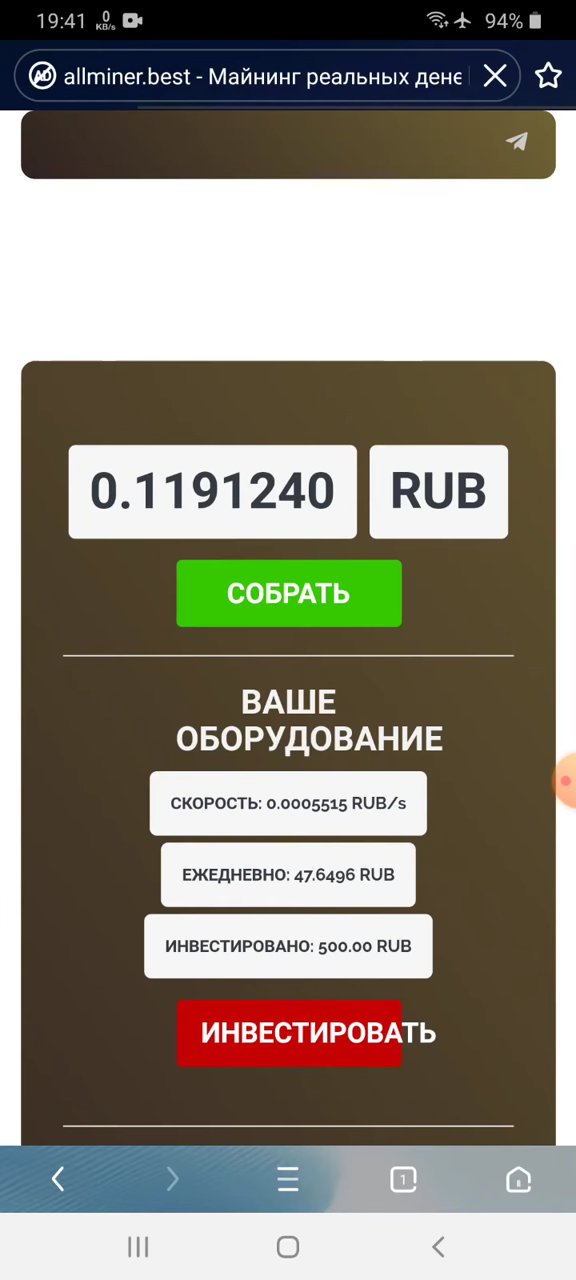 19:41 0 KB/s 94%
allminer.best - Майнинг реальных дене
0.1191240 RUB
СОБРАТЬ
ВАШЕ
ОБОРУДОВАНИЕ
СКОРОСТЬ: 0.0005515 RUB/s
ЕЖЕДНЕВНО: 47.6496 RUB
ИНВЕСТИРОВАНО: 500.00 RUB
ИНВЕСТИРОВАТЬ
1